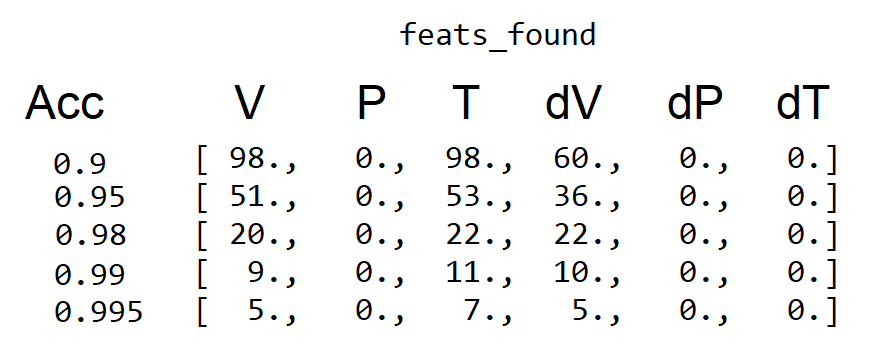 feats_found
Acc V P T dV dP dT
0.9 [ 98., 0., 98., 60., 0., 0.]
0.95 [ 51., 0., 53., 36., 0., 0.]
0.98 [ 20., 0., 22., 22., 0., 0.]
0.99 [ 9., 0., 11., 10., 0., 0.]
0.995 [ 5., 0., 7., 5., 0., 0.]